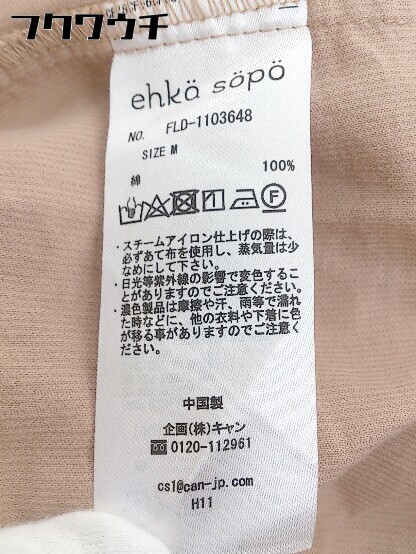 フクウウチ
ehkä söpö
NO. FLD-1103648
SIZE M
綿 100%
・スチームアイロン仕上げの際は、
必ずあて布を使用し、蒸気量は少
なめにして下さい。
・日光等紫外線の影響で変色するこ
とがありますのでご注意ください。
・濃色製品は摩擦や汗、雨等で濡れ
た時などに、他の衣料や下着に色
が移る事がありますのでご注意く
ださい。
中国製
企画(株)キャン
0120-112961
cs1@can-jp.com
H11